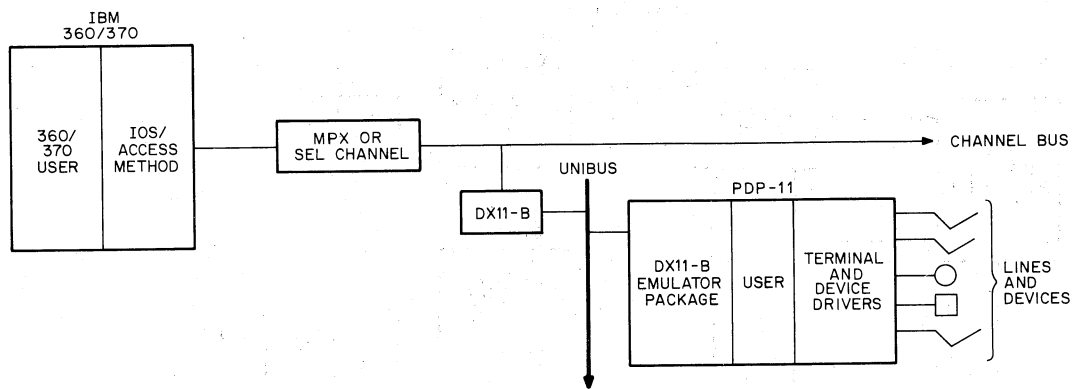 IBM
360/370
360/
370
USER
IOS/
ACCESS
METHOD
MPX OR
SEL CHANNEL
CHANNEL BUS
UNIBUS
DX11-B
PDP-11
DX11-B
EMULATOR
PACKAGE
USER
TERMINAL
AND
DEVICE
DRIVERS
LINES
AND
DEVICES